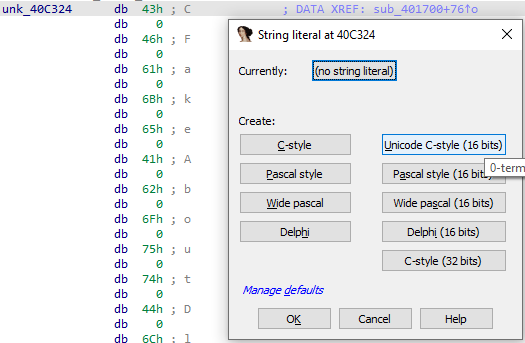 unk_40C324 db 43h ; C ; DATA XREF: sub_401700+76↑o
db 0
db 46h ; F
db 0
db 61h ; a
db 0
db 6Bh ; k
db 0
db 65h ; e
db 0
db 41h ; A
db 0
db 62h ; b
db 0
db 6Fh ; o
db 0
db 75h ; u
db 0
db 74h ; t
db 0
db 44h ; D
db 0
db 6Ch ; l
String literal at 40C324
Currently: (no string literal)
Create:
C-style Unicode C-style (16 bits)
0-term
Pascal style Pascal style (16 bits)
Wide pascal Wide pascal (16 bits)
Delphi Delphi (16 bits)
C-style (32 bits)
Manage defaults
OK Cancel Help